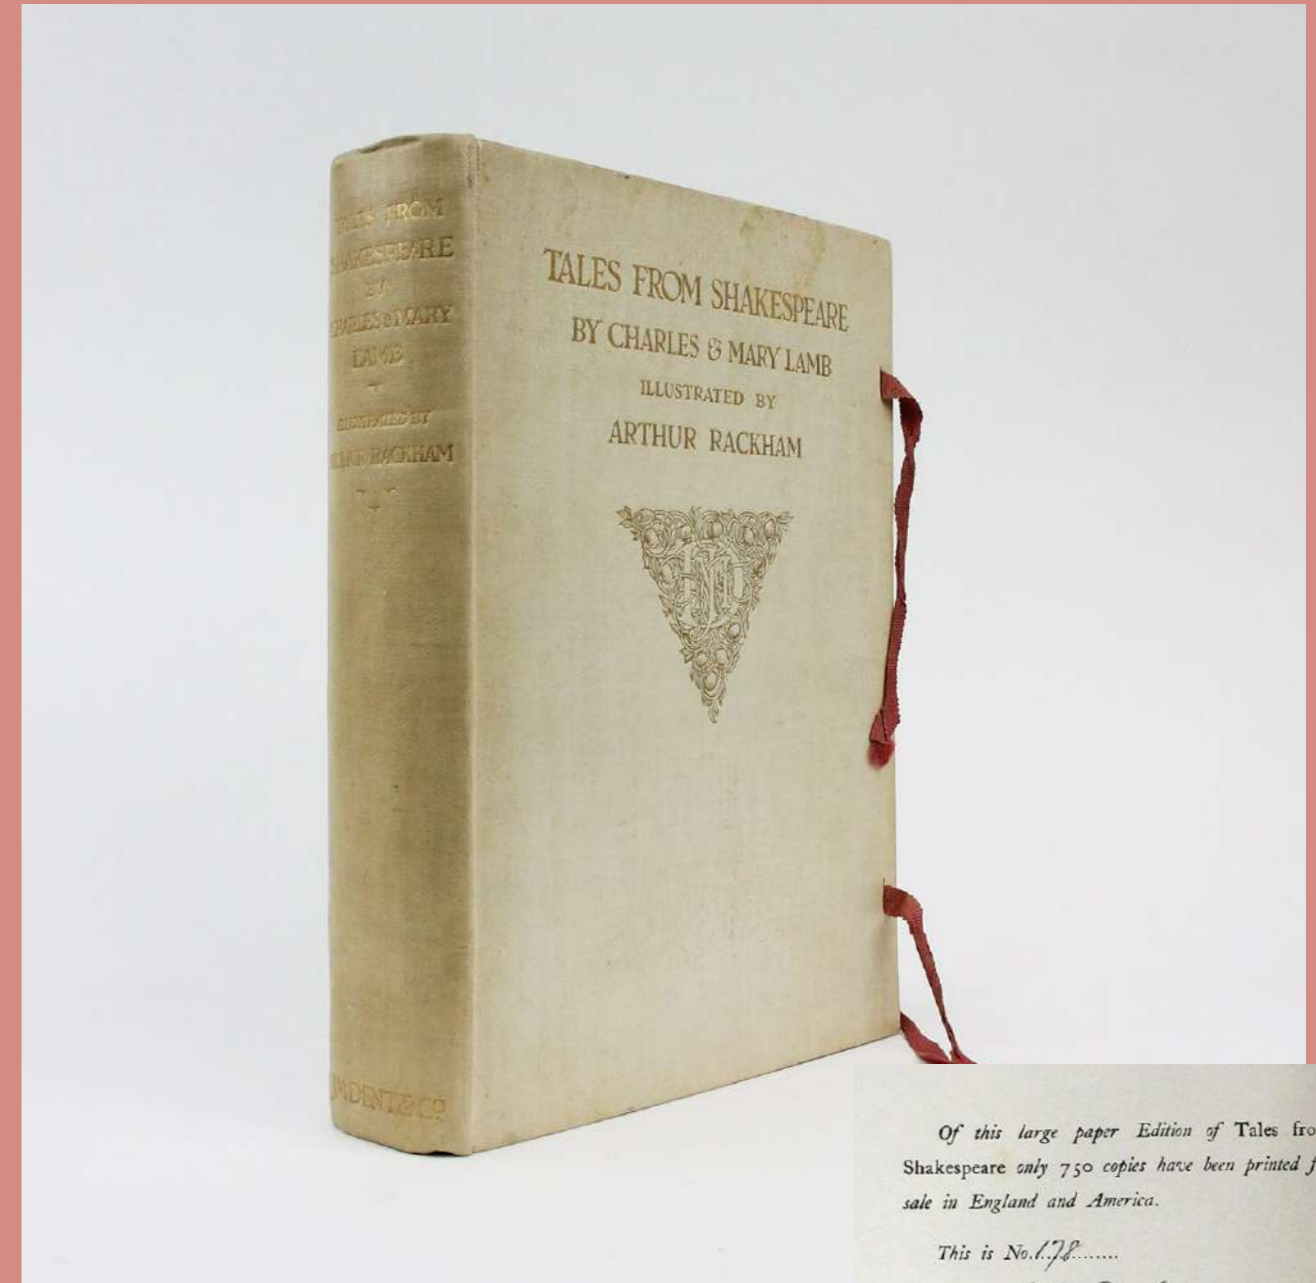 TALES FROM
SHAKESPEARE
BY
CHARLES & MARY
LAMB
ILLUSTRATED BY
ARTHUR RACKHAM
J.M.DENT.&.CO.
TALES FROM SHAKESPEARE
BY CHARLES & MARY LAMB
ILLUSTRATED BY
ARTHUR RACKHAM
Of this large paper Edition of Tales fro
Shakespeare only 750 copies have been printed f
sale in England and America.
This is No. 178